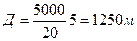 Д = 5000/20 5 = 1250м